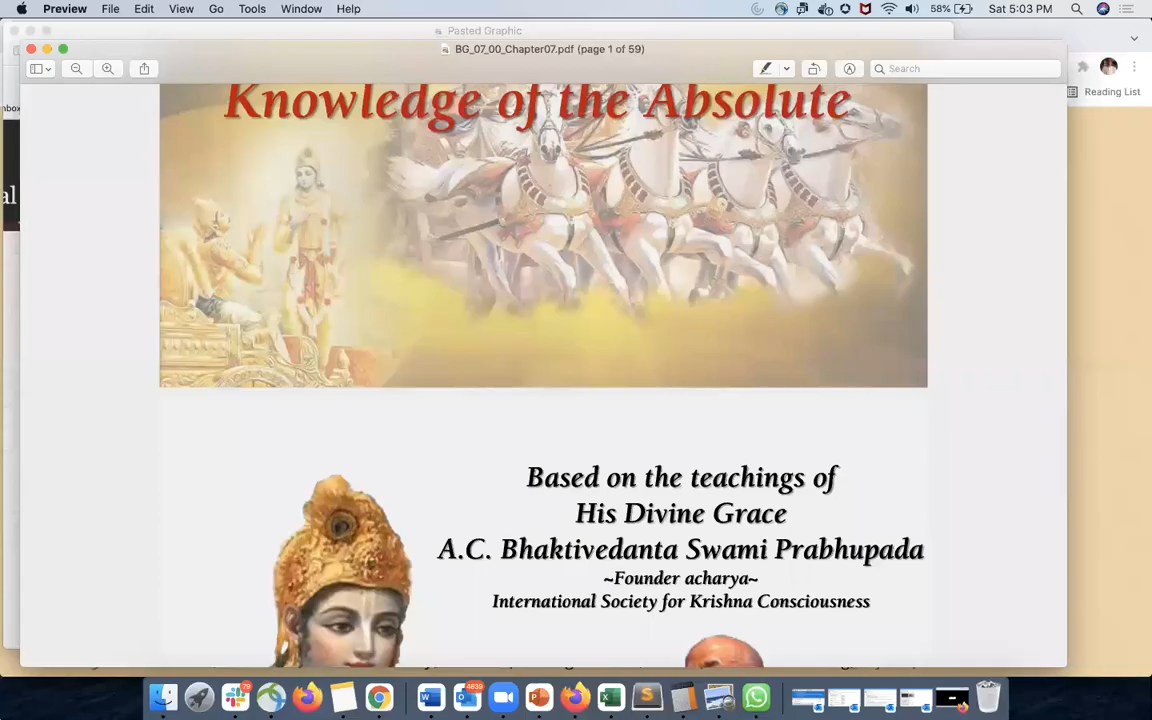 Preview File Edit View Go Tools Window Help 58% Sat 5:03 PM
Pasted Graphic
BG_07_00_Chapter07.pdf (page 1 of 59)
Search
Reading List
Knowledge of the Absolute
Based on the teachings of
His Divine Grace
A.C. Bhaktivedanta Swami Prabhupada
~Founder acharya~
International Society for Krishna Consciousness
79
4839